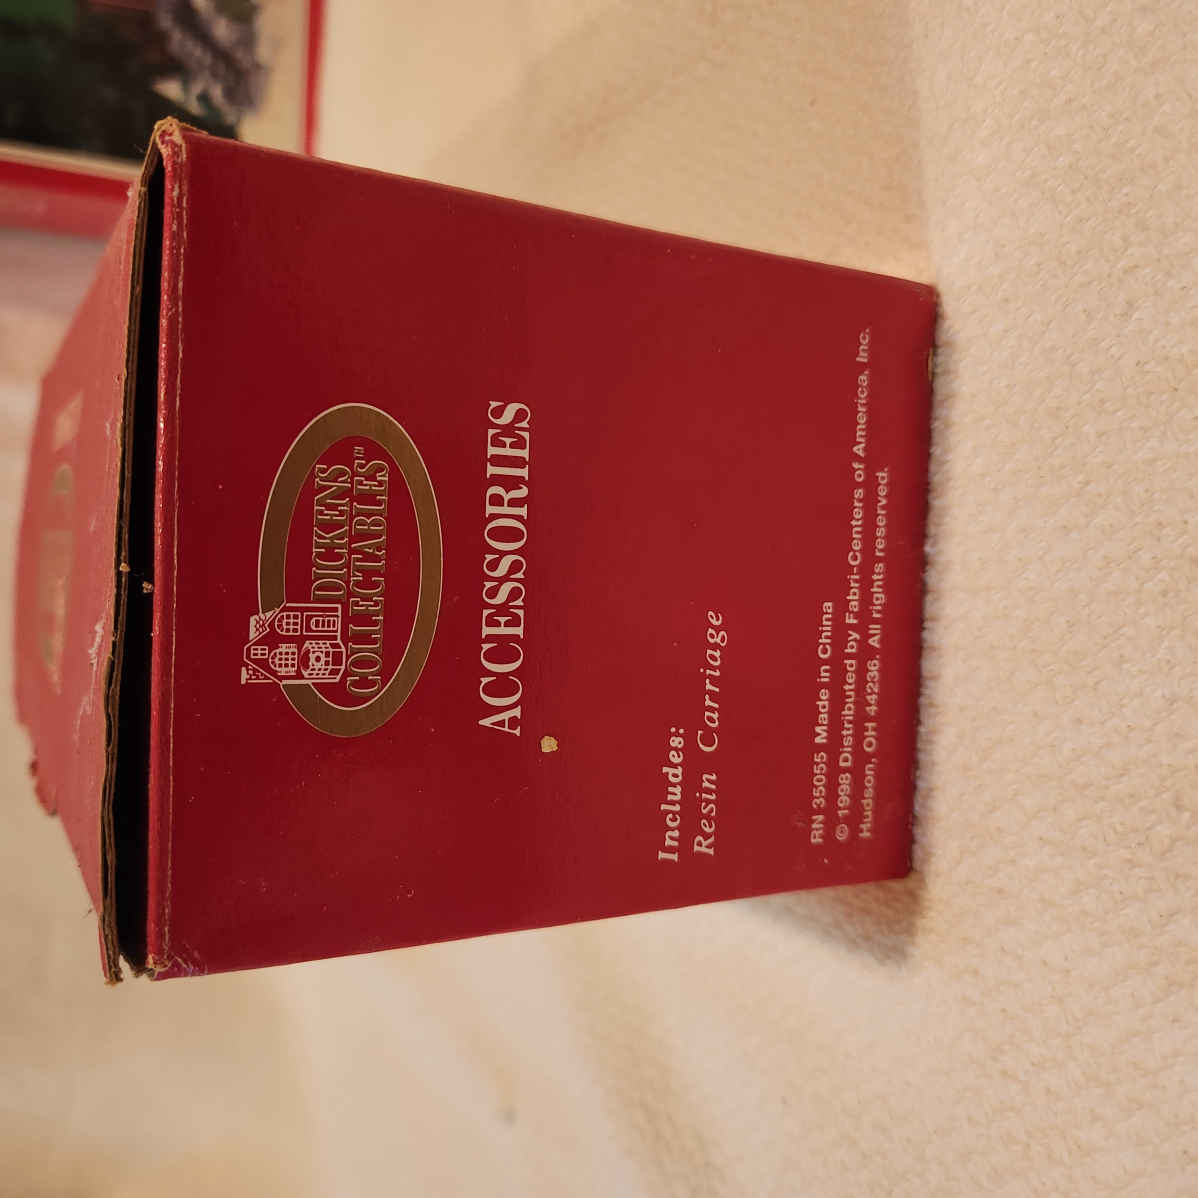 DICKENS
COLLECTABLES™
ACCESSORIES
Includes:
Resin Carriage
RN 35055 Made in China
© 1998 Distributed by Fabri-Centers of America, Inc.
Hudson, OH 44236. All rights reserved.